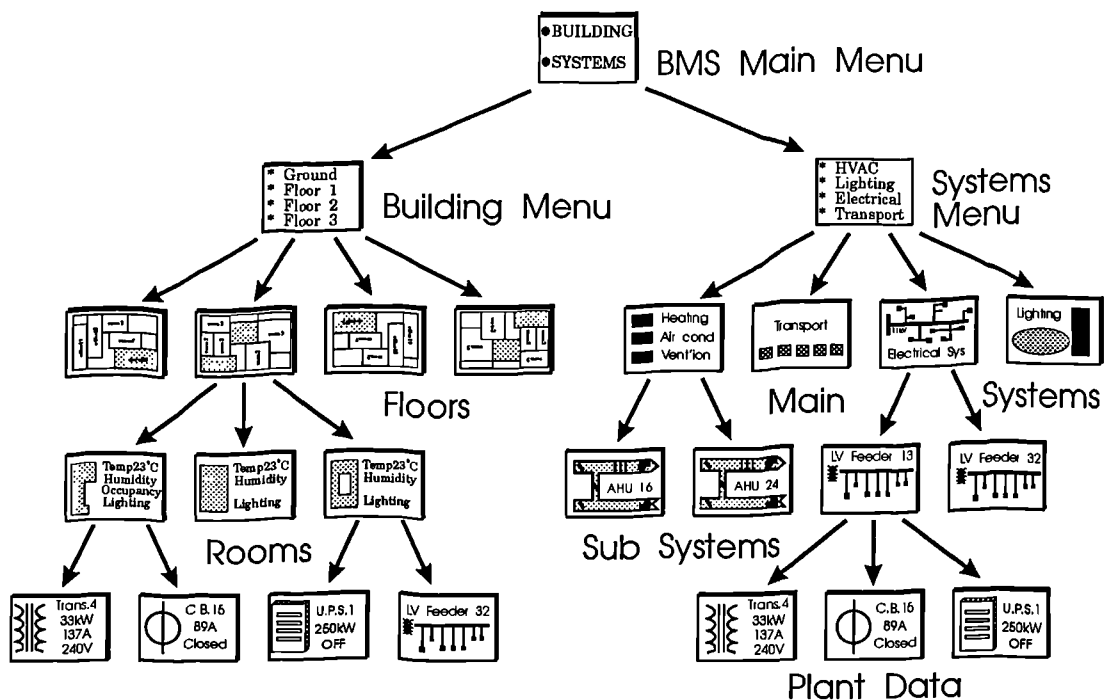 ● BUILDING
● SYSTEMS
BMS Main Menu
* Ground
* Floor 1
* Floor 2
* Floor 3
Building Menu
* HVAC
* Lighting
* Electrical
* Transport
Systems
Menu
Floors
Heating
Air cond
Vent'ion
Transport
11kV
Electrical Sys
Lighting
Main
Systems
Temp23°C
Humidity
Occupancy
Lighting
Temp23°C
Humidity
Lighting
Temp23°C
Humidity
Lighting
Rooms
AHU 16
AHU 24
LV Feeder 13
LV Feeder 32
Sub Systems
Trans.4
33kW
137A
240V
C.B.16
89A
Closed
U.P.S.1
250kW
OFF
LV Feeder 32
Trans.4
33kW
137A
240V
C.B.16
89A
Closed
U.P.S.1
250kW
OFF
Plant Data